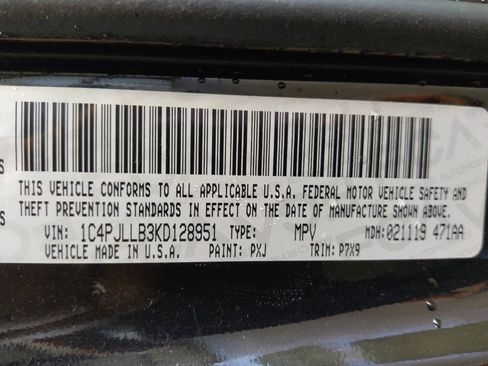 THIS VEHICLE CONFORMS TO ALL APPLICABLE U.S.A. FEDERAL MOTOR VEHICLE SAFETY AND
THEFT PREVENTION STANDARDS IN EFFECT ON THE DATE OF MANUFACTURE SHOWN ABOVE.
VIN: 1C4PJLLB3KD128951 TYPE: MPV MDH: 021119 471AA
VEHICLE MADE IN U.S.A. PAINT: PXJ TRIM: P7X9